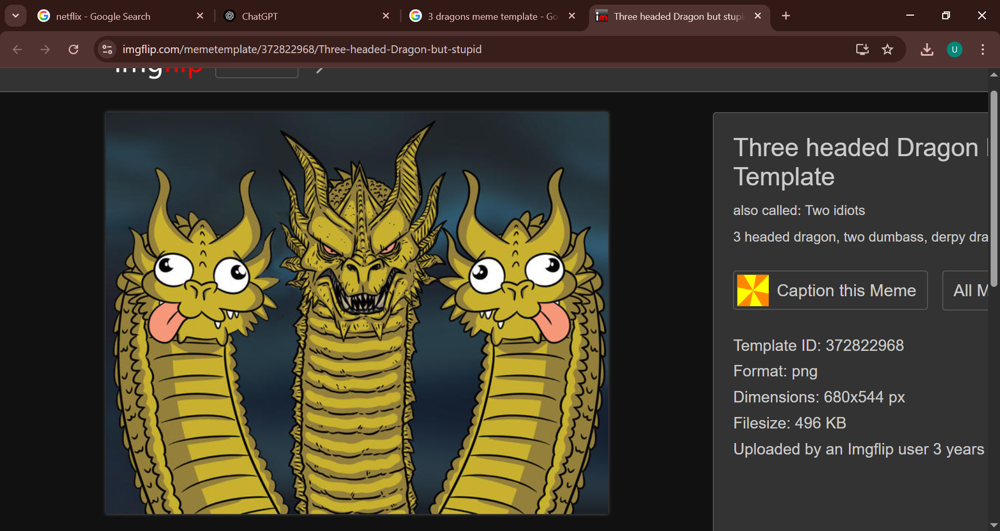 netflix - Google Search
ChatGPT
3 dragons meme template - Go
Three headed Dragon but stupi
U
imgflip.com/memetemplate/372822968/Three-headed-Dragon-but-stupid
imgflip
Three headed Dragon
Template
also called: Two idiots
3 headed dragon, two dumbass, derpy dra
Caption this Meme
All M
Template ID: 372822968
Format: png
Dimensions: 680x544 px
Filesize: 496 KB
Uploaded by an Imgflip user 3 years